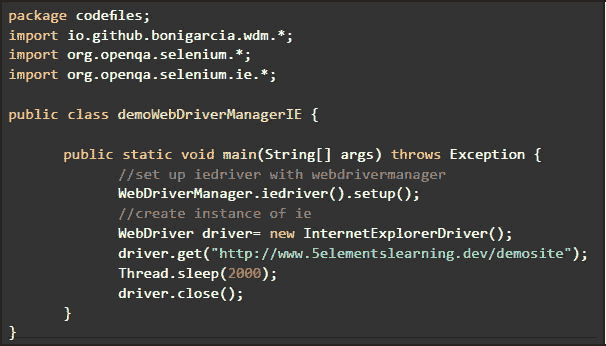 package codefiles;
import io.github.bonigarcia.wdm.*;
import org.openqa.selenium.*;
import org.openqa.selenium.ie.*;
public class demoWebDriverManagerIE {
public static void main(String[] args) throws Exception {
//set up iedriver with webdrivermanager
WebDriverManager.iedriver().setup();
//create instance of ie
WebDriver driver= new InternetExplorerDriver();
driver.get("http://www.5elementslearning.dev/demosite");
Thread.sleep(2000);
driver.close();
}
}